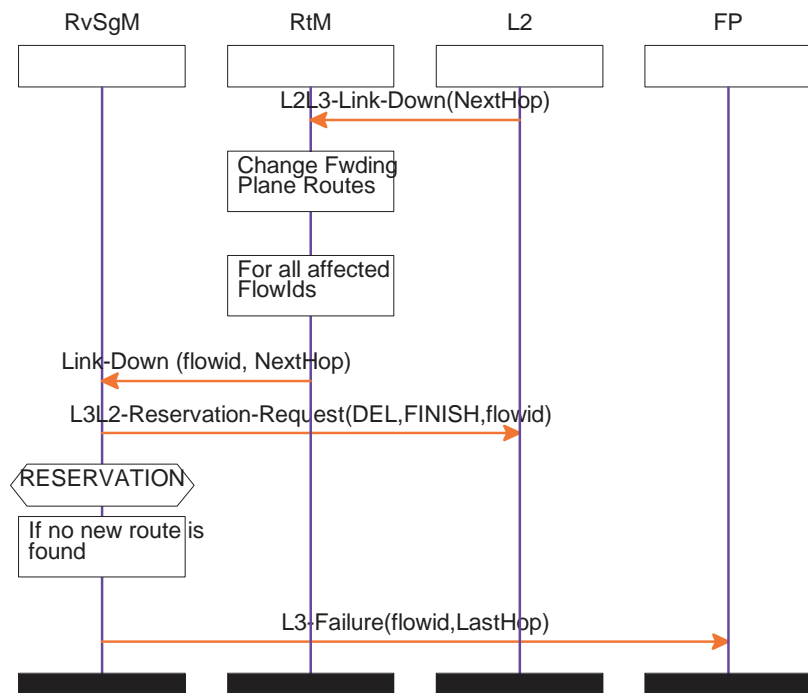 RvSgM RtM L2 FP
L2L3-Link-Down(NextHop)
Change Fwding
Plane Routes
For all affected
FlowIds
Link-Down (flowid, NextHop)
L3L2-Reservation-Request(DEL,FINISH,flowid)
RESERVATION
If no new route is
found
L3-Failure(flowid,LastHop)